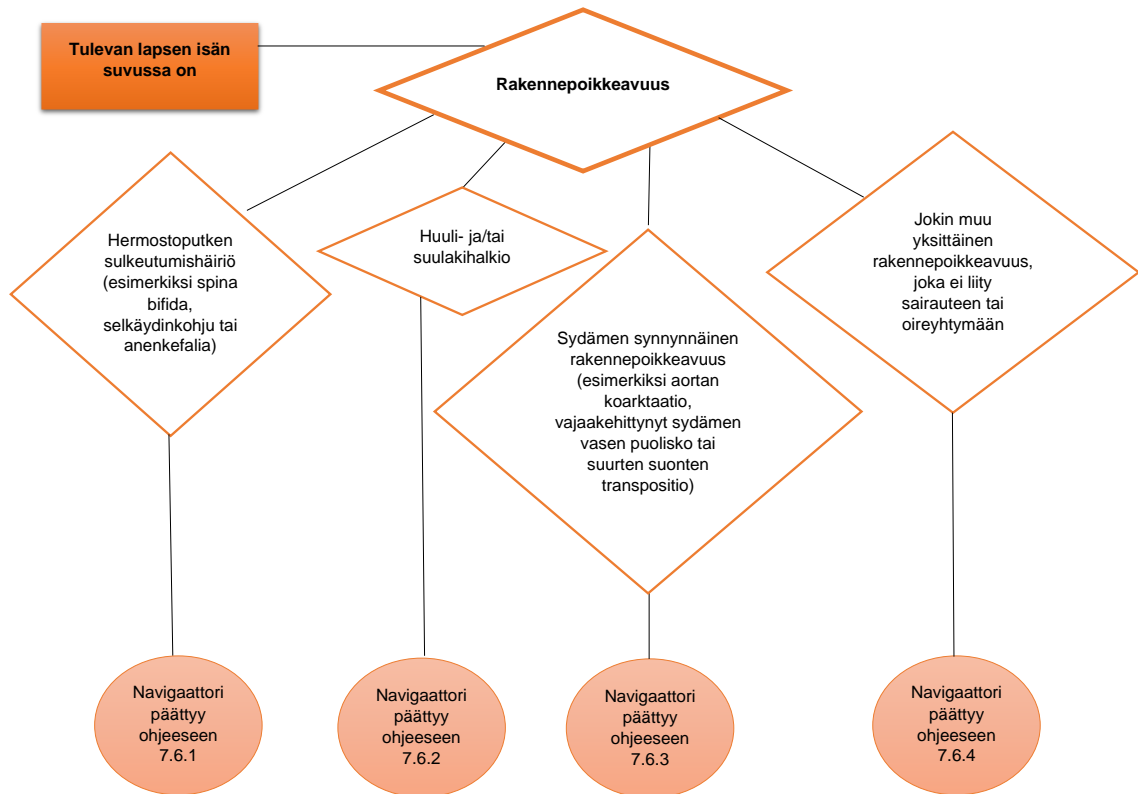 Tulevan lapsen isän
suvussa on
Rakennepoikkeavuus
Hermostoputken
sulkeutumishäiriö
(esimerkiksi spina
bifida,
selkäydinkohju tai
anenkefalia)
Huuli- ja/tai
suulakihalkio
Sydämen synnynnäinen
rakennepoikkeavuus
(esimerkiksi aortan
koarktaatio,
vajaakehittynyt sydämen
vasen puolisko tai
suurten suonten
transpositio)
Jokin muu
yksittäinen
rakennepoikkeavuus,
joka ei liity
sairauteen tai
oireyhtymään
Navigaattori
päättyy
ohjeeseen
7.6.1
Navigaattori
päättyy
ohjeeseen
7.6.2
Navigaattori
päättyy
ohjeeseen
7.6.3
Navigaattori
päättyy
ohjeeseen
7.6.4